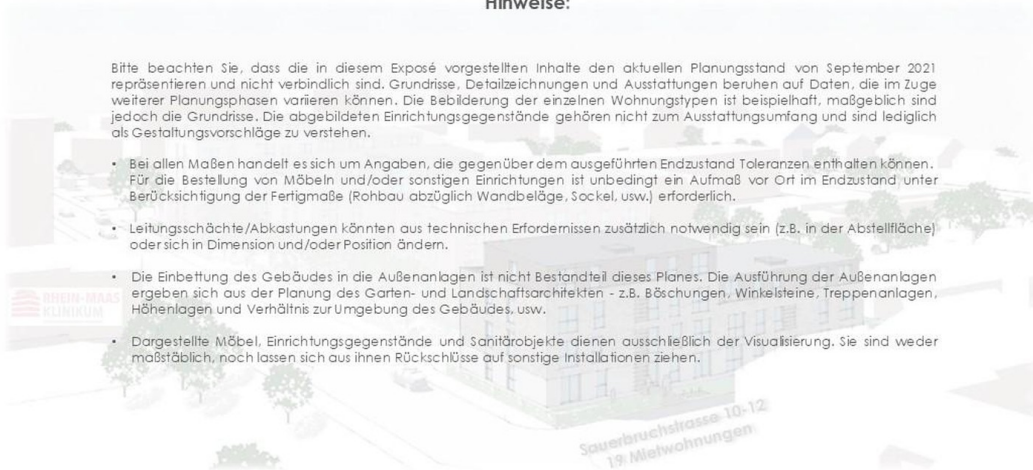 Hinweise:
Bitte beachten Sie, dass die in diesem Exposé vorgestellten Inhalte den aktuellen Planungsstand von September 2021
repräsentieren und nicht verbindlich sind. Grundrisse, Detailzeichnungen und Ausstattungen beruhen auf Daten, die im Zuge
weiterer Planungsphasen variieren können. Die Bebilderung der einzelnen Wohnungstypen ist beispielhaft, maßgeblich sind
jedoch die Grundrisse. Die abgebildeten Einrichtungsgegenstände gehören nicht zum Ausstattungsumfang und sind lediglich
als Gestaltungsvorschläge zu verstehen.
• Bei allen Maßen handelt es sich um Angaben, die gegenüber dem ausgeführten Endzustand Toleranzen enthalten können.
Für die Bestellung von Möbeln und/oder sonstigen Einrichtungen ist unbedingt ein Aufmaß vor Ort im Endzustand unter
Berücksichtigung der Fertigmaße (Rohbau abzüglich Wandbeläge, Sockel, usw.) erforderlich.
• Leitungsschächte/Abkastungen könnten aus technischen Erfordernissen zusätzlich notwendig sein (z.B. in der Abstellfläche)
oder sich in Dimension und/oder Position ändern.
• Die Einbettung des Gebäudes in die Außenanlagen ist nicht Bestandteil dieses Planes. Die Ausführung der Außenanlagen
ergeben sich aus der Planung des Garten- und Landschaftsarchitekten - z.B. Böschungen, Winkelsteine, Treppenanlagen,
Höhenlagen und Verhältnis zur Umgebung des Gebäudes, usw.
• Dargestellte Möbel, Einrichtungsgegenstände und Sanitärobjekte dienen ausschließlich der Visualisierung. Sie sind weder
maßstäblich, noch lassen sich aus ihnen Rückschlüsse auf sonstige Installationen ziehen.
RHEIN-MAAS
KLINIKUM
Sauerbruchstrasse 10-12
19 Mietwohnungen